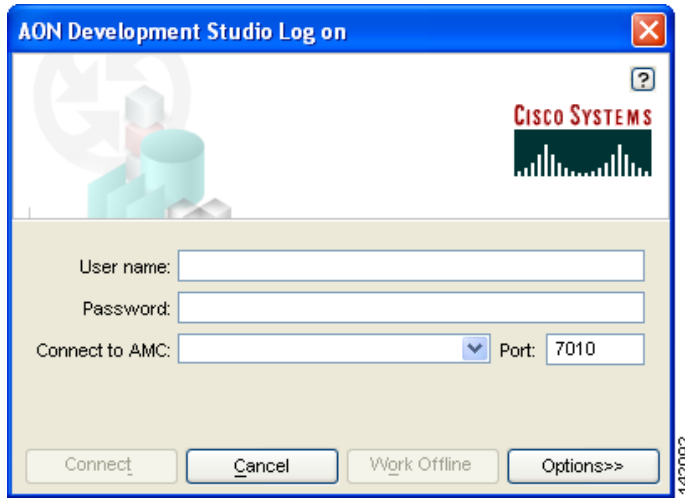 AON Development Studio Log on
?
CISCO SYSTEMS
User name:
Password:
Connect to AMC:
Port: 7010
Connect
Cancel
Work Offline
Options>>